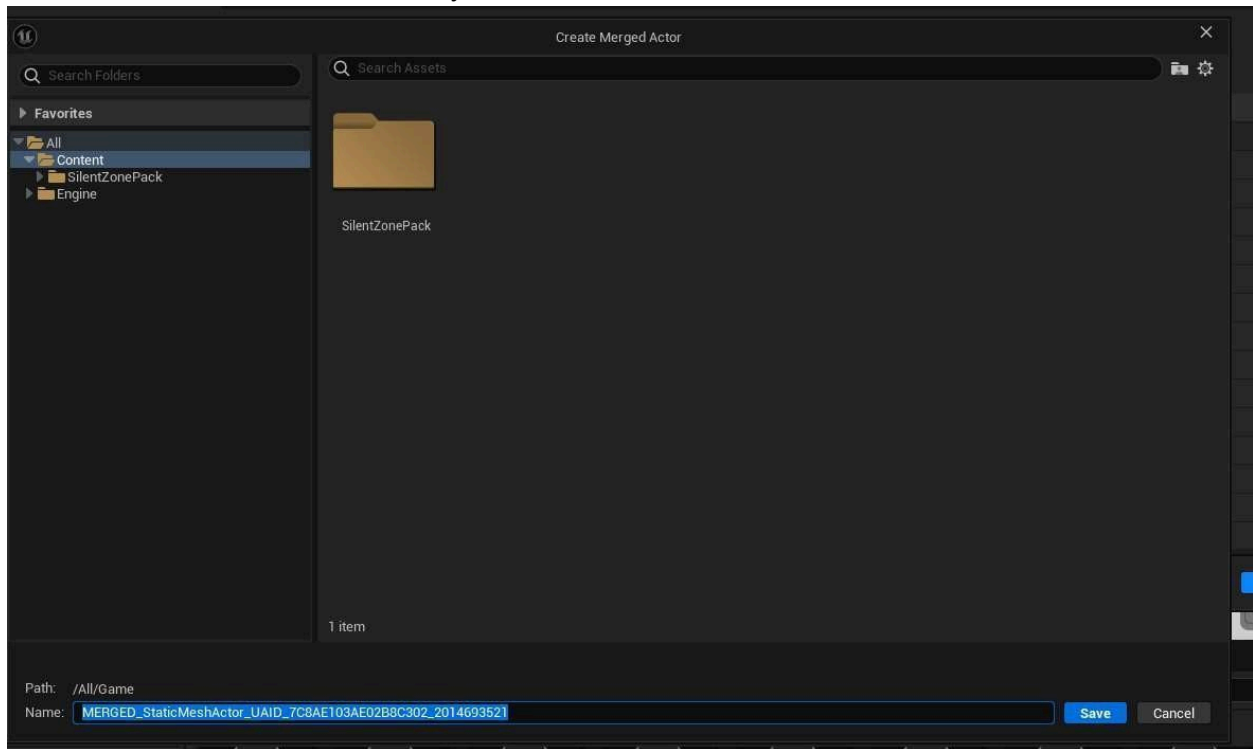 Create Merged Actor
Search Folders
Search Assets
Favorites
All
Content
SilentZonePack
Engine
SilentZonePack
1 item
Path: /All/Game
Name: MERGED_StaticMeshActor_UAID_7C8AE103AE02B8C302_2014693521
Save Cancel